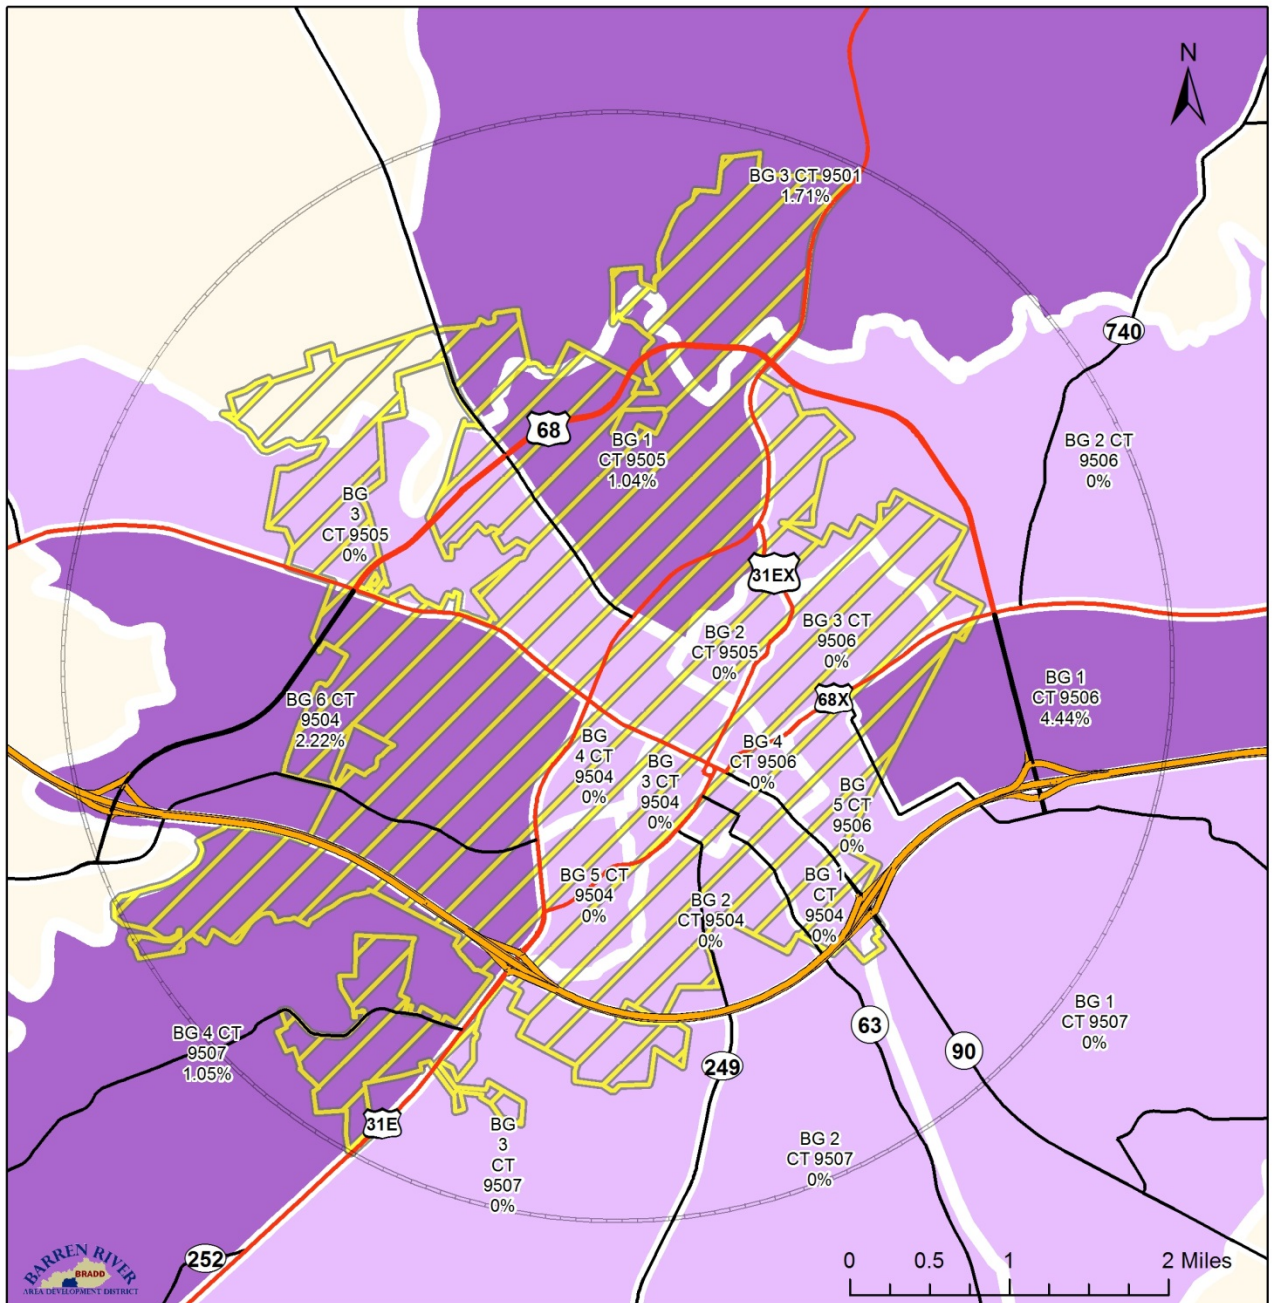 N
BG 3 CT 9501
1.71%
740
68
BG 1
CT 9505
1.04%
BG 2 CT
9506
0%
BG
3
CT 9505
0%
31EX
BG 2
CT 9505
0%
BG 3 CT
9506
0%
BG 6 CT
9504
2.22%
68X
BG 1
CT 9506
4.44%
BG
4 CT
9504
0%
BG
3 CT
9504
0%
BG 4
CT 9506
0%
BG
5 CT
9506
0%
BG 5 CT
9504
0%
BG 2
CT 9504
0%
BG 1
CT
9504
0%
BG 4 CT
9507
1.05%
BG 1
CT 9507
0%
63
90
249
31E
BG
3
CT
9507
0%
BG 2
CT 9507
0%
252
BARREN RIVER
BRADD
AREA DEVELOPMENT DISTRICT
0 0.5 1 2 Miles